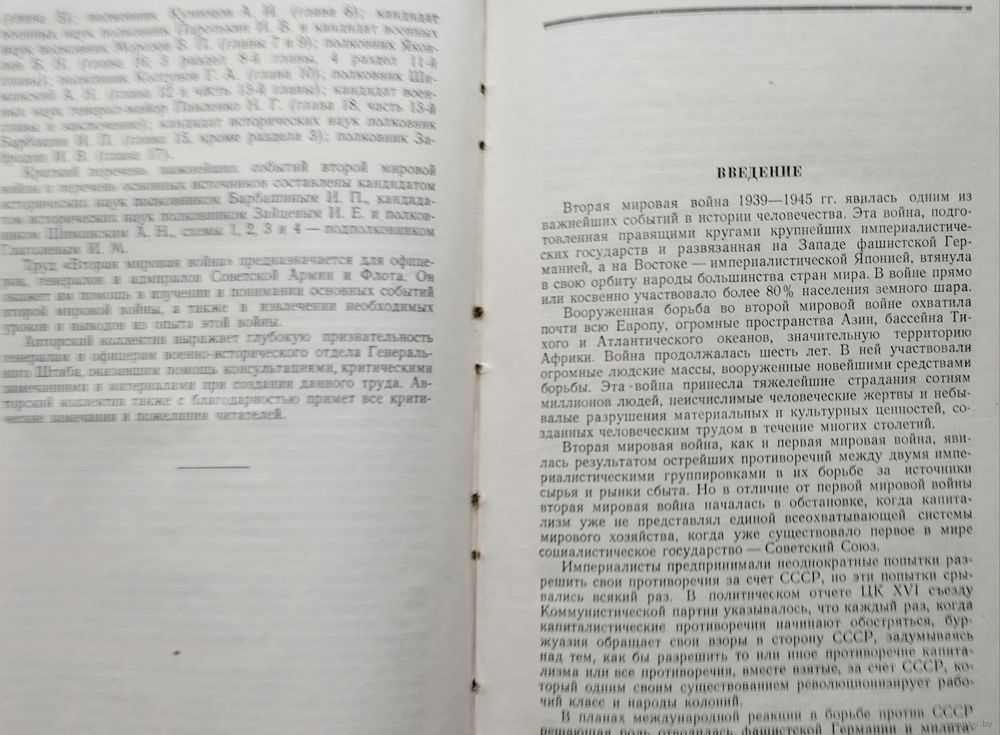 (глава 5); полковник Кузнецов А. И. (глава 6); кандидат
военных наук полковник Паротькин И. В. и кандидат военных
наук полковник Морозов В. П. (главы 7 и 9); полковник Яков-
лев Б. Н. (глава 16, 3 раздел 8-й главы, 4 раздел 11-й
главы); полковник Колтунов Г. А. (глава 10); полковник Ши-
манский А. Н. (глава 12 и часть 13-й главы); кандидат воен-
ных наук генерал-майор Павленко Н. Г. (глава 18, часть 13-й
главы и заключение); кандидат исторических наук полковник
Барбашин И. П. (глава 15, кроме раздела 3); полковник За-
И. В. (глава 17).
Краткий перечень важнейших событий второй мировой
войны и перечень основных источников составлены кандидатом
исторических наук полковником Барбашиным И. П., кандида-
том исторических наук полковником Зайцевым И. Е. и полков-
ником Шиманским А. Н., схемы 1, 2, 3 и 4 — подполковником
И. М.
Труд «Вторая мировая война» предназначается для офице-
ров, генералов и адмиралов Советской Армии и Флота. Он
окажет им помощь в изучении и понимании основных событий
второй мировой войны, а также в извлечении необходимых
уроков и выводов из опыта этой войны.
Авторский коллектив выражает глубокую признательность
генералам и офицерам военно-исторического отдела Генераль-
ного Штаба, оказавшим помощь консультациями, критическими
замечаниями и материалами при создании данного труда. Ав-
торский коллектив также с благодарностью примет все крити-
ческие замечания и пожелания читателей.
ВВЕДЕНИЕ
Вторая мировая война 1939—1945 гг. явилась одним из
важнейших событий в истории человечества. Эта война, подго-
товленная правящими кругами крупнейших империалистиче-
ских государств и развязанная на Западе фашистской Гер-
манией, а на Востоке — империалистической Японией, втянула
в свою орбиту народы большинства стран мира. В войне прямо
или косвенно участвовало более 80% населения земного шара.
Вооруженная борьба во второй мировой войне охватила
почти всю Европу, огромные пространства Азии, бассейна Ти-
хого и Атлантического океанов, значительную территорию
Африки. Война продолжалась шесть лет. В ней участвовали
огромные людские массы, вооруженные новейшими средствами
борьбы. Эта война принесла тяжелейшие страдания сотням
миллионов людей, неисчислимые человеческие жертвы и небы-
валые разрушения материальных и культурных ценностей, со-
зданных человеческим трудом в течение многих столетий.
Вторая мировая война, как и первая мировая война, яви-
лась результатом острейших противоречий между двумя импе-
риалистическими группировками в их борьбе за источники
сырья и рынки сбыта. Но в отличие от первой мировой войны
вторая мировая война началась в обстановке, когда капита-
лизм уже не представлял единой всеохватывающей системы
мирового хозяйства, когда уже существовало первое в мире
социалистическое государство — Советский Союз.
Империалисты предпринимали неоднократные попытки раз-
решить свои противоречия за счет СССР, но эти попытки сры-
вались всякий раз. В политическом отчете ЦК XVI съезду
Коммунистической партии указывалось, что каждый раз, когда
капиталистические противоречия начинают обостряться, бур-
жуазия обращает свои взоры в сторону СССР, задумываясь
над тем, как бы разрешить то или иное противоречие капита-
лизма или все противоречия, вместе взятые, за счет СССР, ко-
торый одним своим существованием революционизирует рабо-
чий класс и народы колоний.
В планах международной реакции в борьбе против СССР
решающая роль отводилась фашистской Германии и милита-